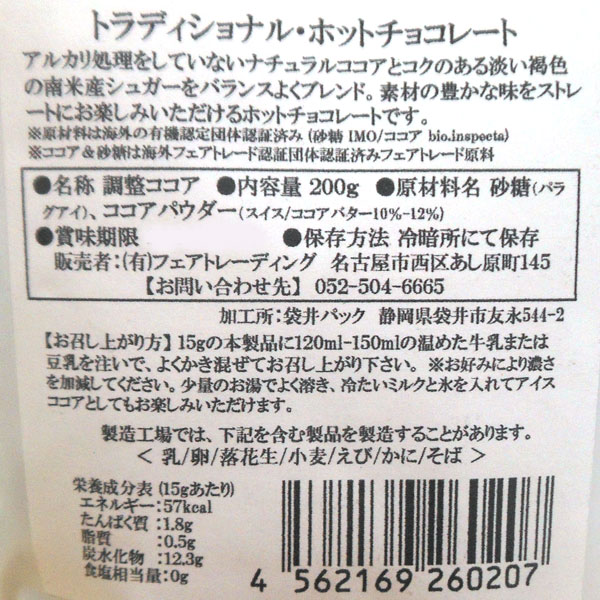 トラディショナル・ホットチョコレート
アルカリ処理をしていないナチュラルココアとコクのある淡い褐色
の南米産シュガーをバランスよくブレンド。素材の豊かな味をストレ
ートにお楽しみいただけるホットチョコレートです。
※原材料は海外の有機認定団体認証済み (砂糖 IMO/ココア bio.inspecta)
※ココア＆砂糖は海外フェアトレード認証団体認証済みフェアトレード原料
●名称 調整ココア ●内容量 200g ●原材料名 砂糖(パラ
グアイ)、ココアパウダー(スイス/ココアバター10%-12%)
●賞味期限 ●保存方法 冷暗所にて保存
販売者：(有)フェアトレーディング 名古屋市西区あし原町145
【お問い合わせ先】 052-504-6665
加工所：袋井パック 静岡県袋井市友永544-2
【お召し上がり方】 15gの本製品に120ml-150mlの温めた牛乳または
豆乳を注いで、よくかき混ぜてお召し上がり下さい。 ※お好みにより濃さ
を加減してください。少量のお湯でよく溶き、冷たいミルクと氷を入れてアイス
ココアとしてもお楽しみいただけます。
製造工場では、下記を含む製品を製造することがあります。
＜ 乳/卵/落花生/小麦/えび/かに/そば ＞
栄養成分表 (15gあたり)
エネルギー：57kcal
たんぱく質 ：1.8g
脂質 ：0.5g
炭水化物 ：12.3g
食塩相当量：0g
4 562169 260207